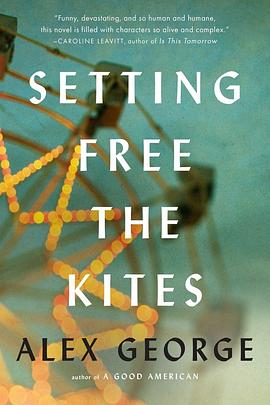 "Funny, devastating, and so human and humane,
this novel is filled with characters so alive and complex."
—CAROLINE LEAVITT, author of Is This Tomorrow
SETTING
FREE
THE
KITES
ALEX GEORGE
author of A GOOD AMERICAN